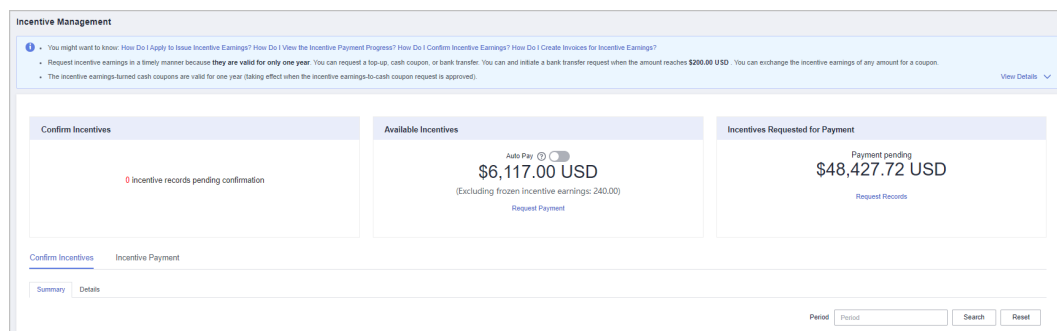 Incentive Management
You might want to know: How Do I Apply to Issue Incentive Earnings? How Do I View the Incentive Payment Progress? How Do I Confirm Incentive Earnings? How Do I Create Invoices for Incentive Earnings?
Request incentive earnings in a timely manner because they are valid for only one year. You can request a top-up, cash coupon, or bank transfer. You can and initiate a bank transfer request when the amount reaches $200.00 USD . You can exchange the incentive earnings of any amount for a coupon.
The incentive earnings-turned cash coupons are valid for one year (taking effect when the incentive earnings-to-cash coupon request is approved).
View Details
Confirm Incentives
0 incentive records pending confirmation
Available Incentives
Auto Pay
$6,117.00 USD
(Excluding frozen incentive earnings: 240.00)
Request Payment
Incentives Requested for Payment
Payment pending
$48,427.72 USD
Request Records
Confirm Incentives Incentive Payment
Summary Details
Period Period Search Reset